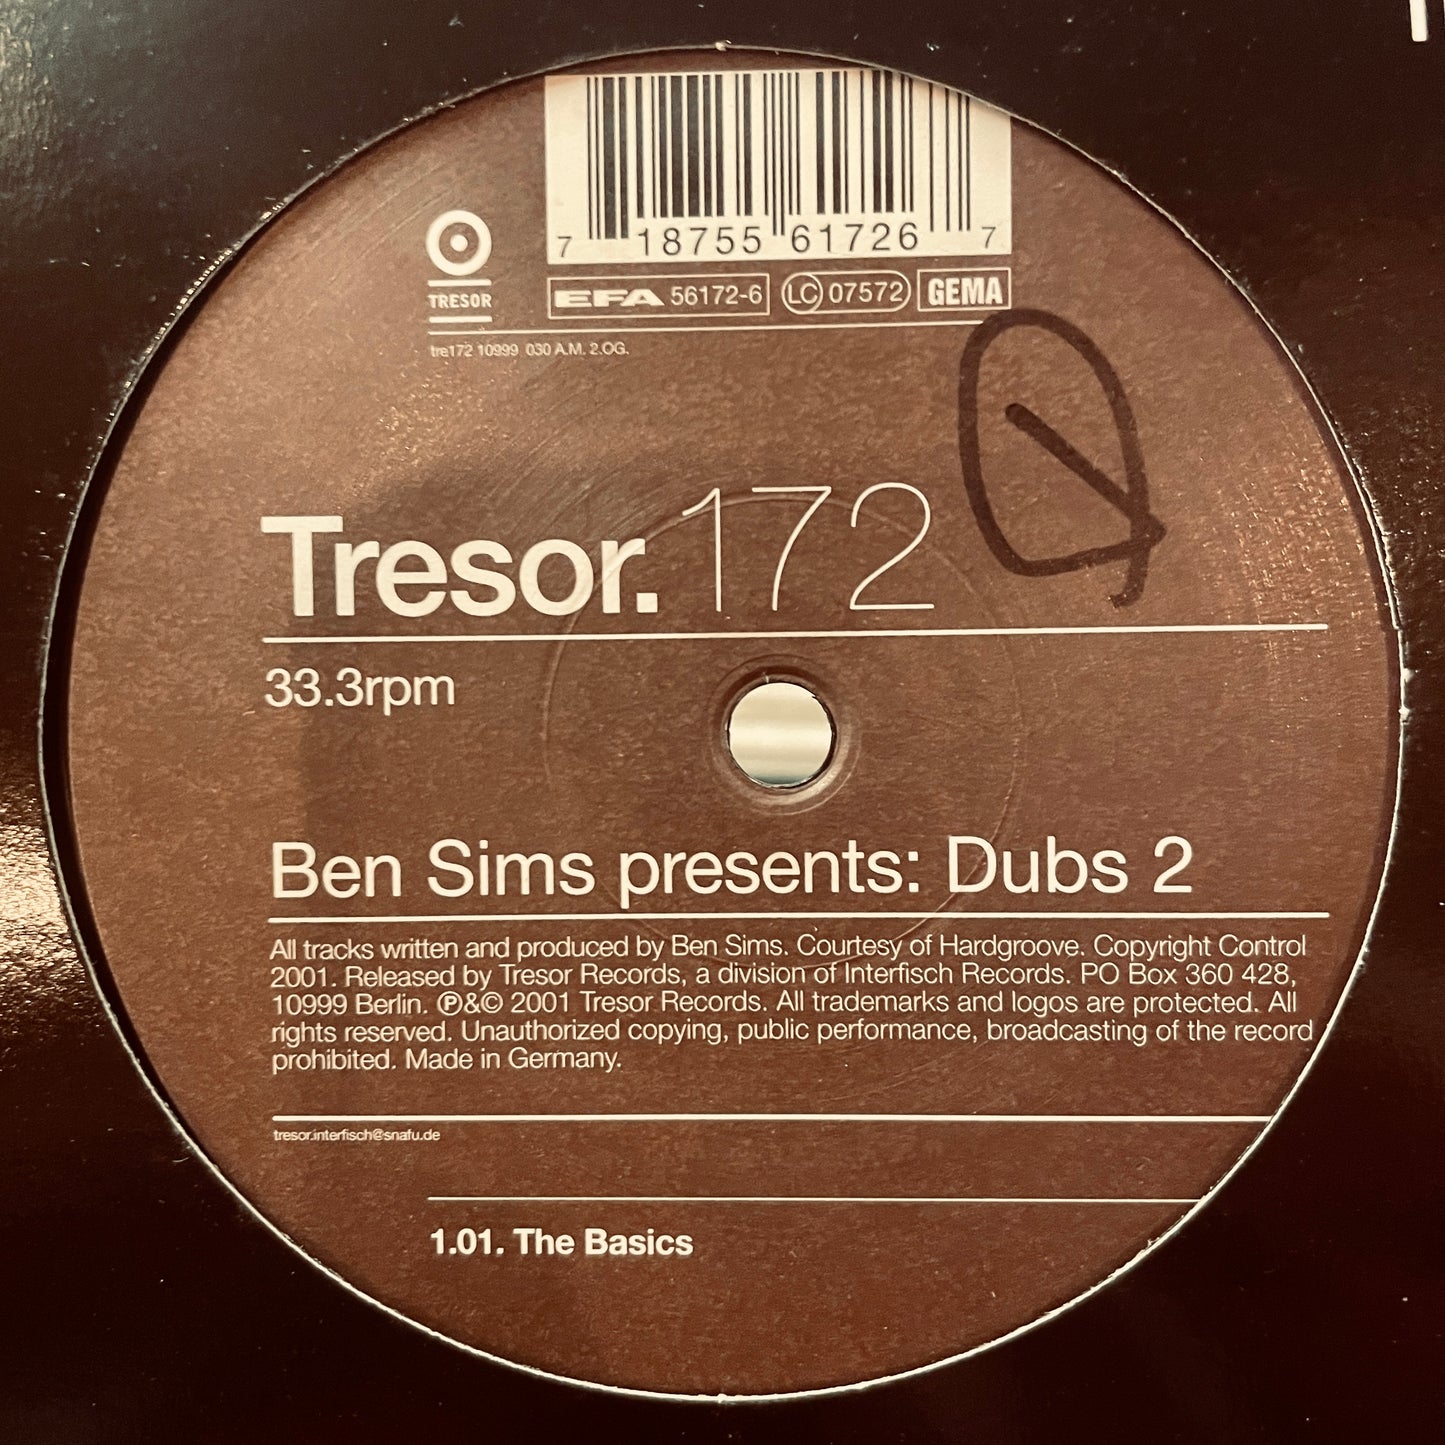 7 18755 61726 7
TRESOR
EFA 56172-6 LC 07572 GEMA
tre172 10999 030 A.M. 2.OG.
Tresor. 172
33.3rpm
Ben Sims presents: Dubs 2
All tracks written and produced by Ben Sims. Courtesy of Hardgroove. Copyright Control
2001. Released by Tresor Records, a division of Interfisch Records. PO Box 360 428,
10999 Berlin. ℗&© 2001 Tresor Records. All trademarks and logos are protected. All
rights reserved. Unauthorized copying, public performance, broadcasting of the record
prohibited. Made in Germany.
tresor.interfisch@snafu.de
1.01. The Basics